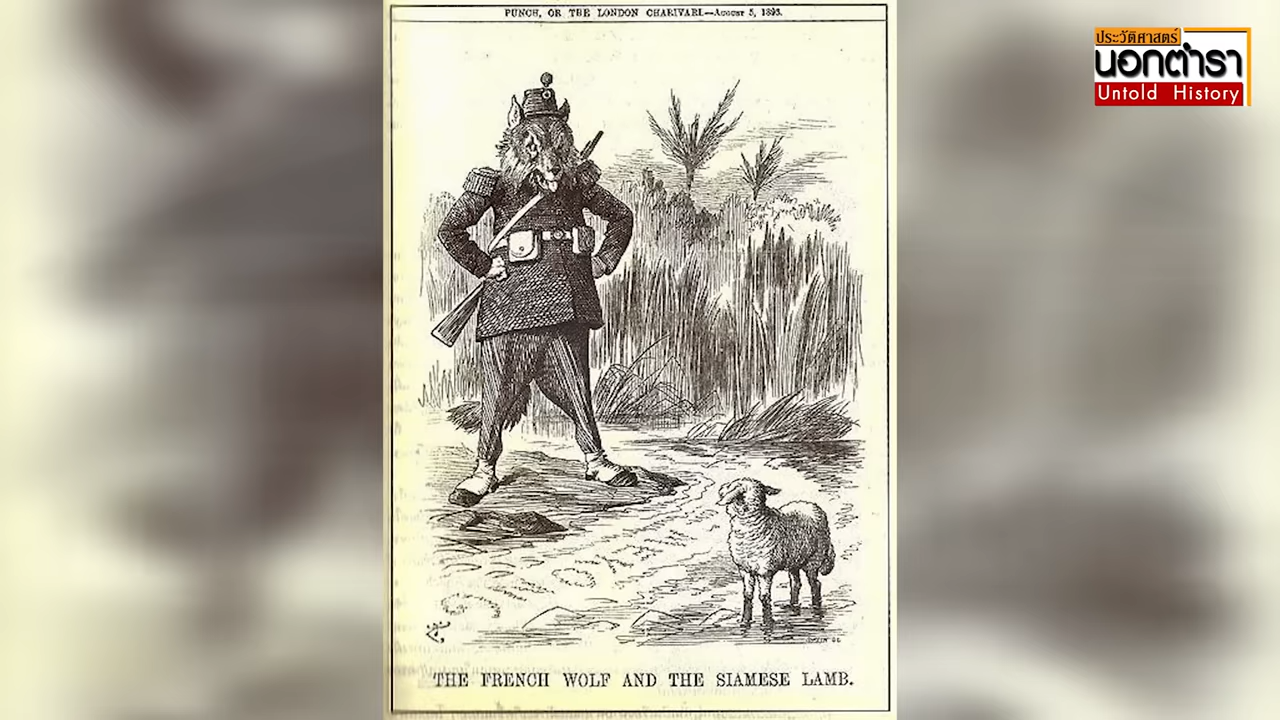 PUNCH, OR THE LONDON CHARIVARI.—AUGUST 5, 1893.
ประวัติศาสตร์
นอกตำรา
Untold History
THE FRENCH WOLF AND THE SIAMESE LAMB.